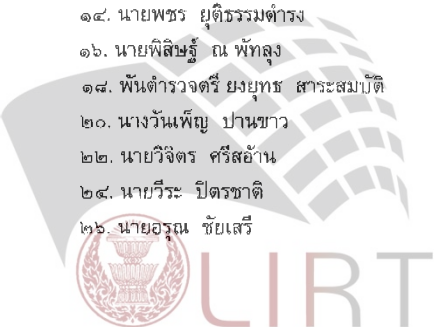 ๑๔. นายพชร ยุติธรรมดำรง
๑๖. นายพิสิษฐ์ ณ พัทลุง
๑๘. พันตำรวจตรี ยงยุทธ สาระสมบัติ
๒๐. นางวันเพ็ญ ปานขาว
๒๒. นายวิจิตร ศรีสอ้าน
๒๔. นายวีระ ปิตรชาติ
๒๖. นายอรุณ ชัยเสรี
LIRT